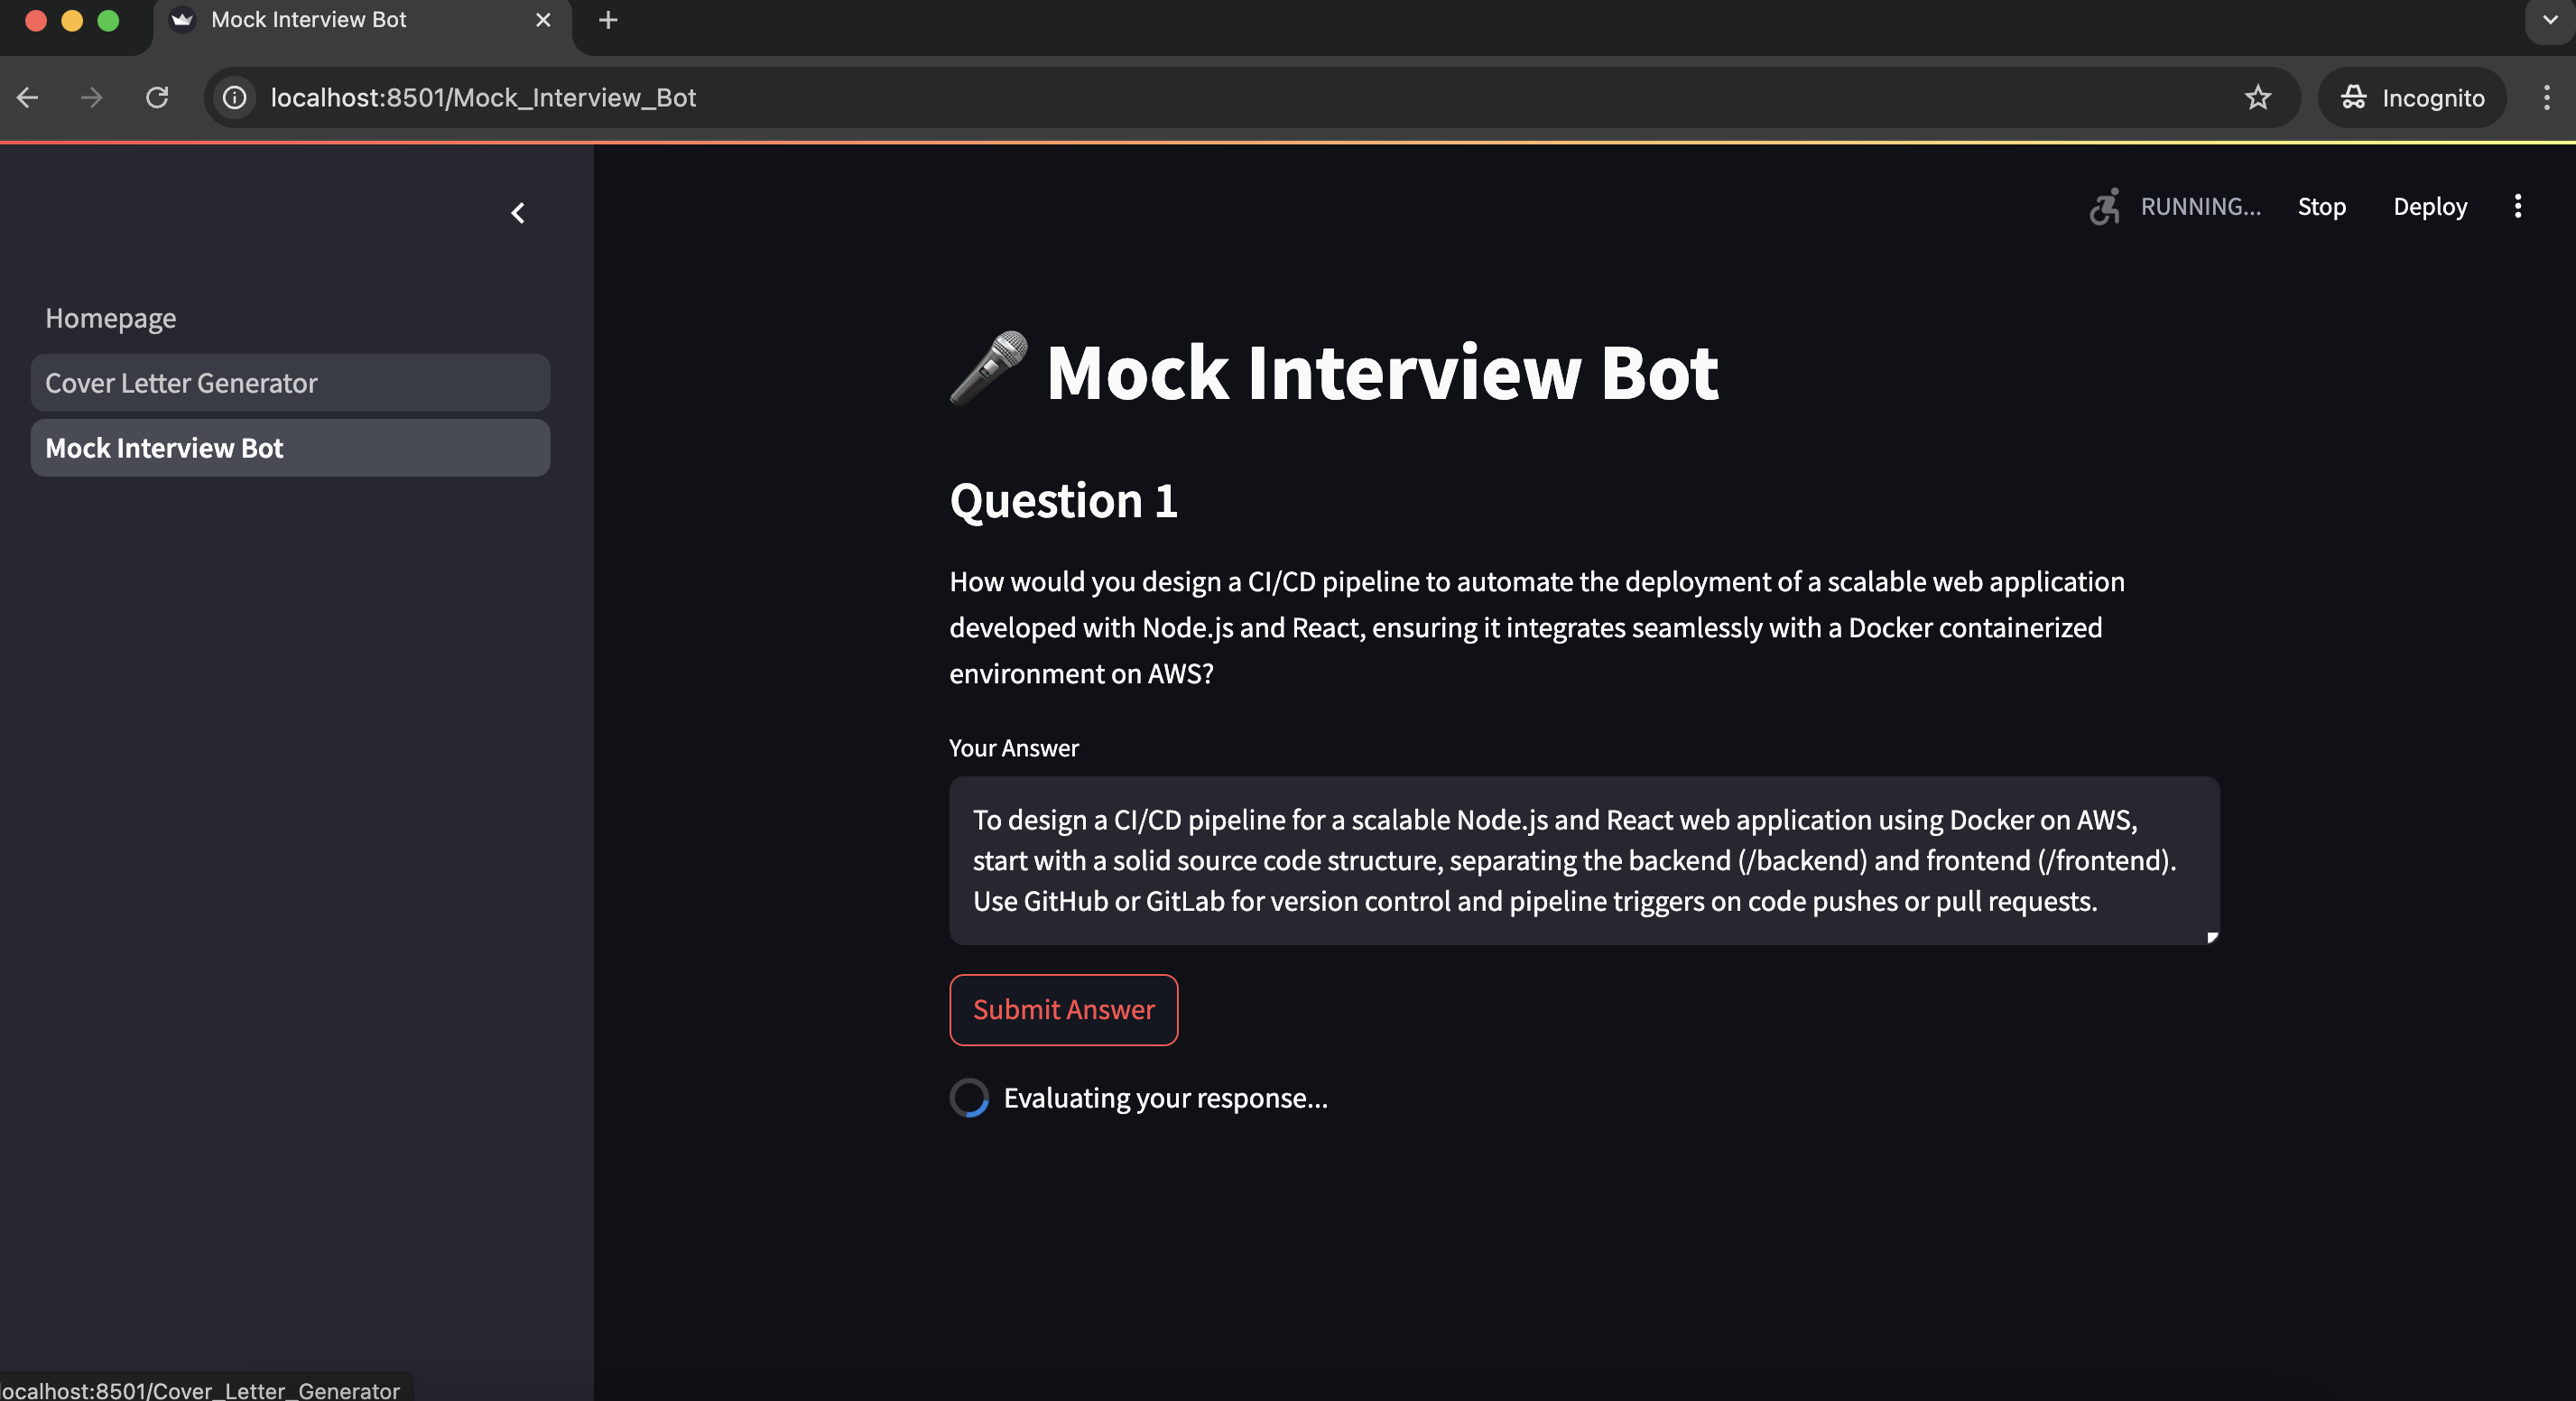 Mock Interview Bot
localhost:8501/Mock_Interview_Bot
Incognito
RUNNING...
Stop
Deploy
Homepage
Cover Letter Generator
Mock Interview Bot
Mock Interview Bot
Question 1
How would you design a CI/CD pipeline to automate the deployment of a scalable web application
developed with Node.js and React, ensuring it integrates seamlessly with a Docker containerized
environment on AWS?
Your Answer
To design a CI/CD pipeline for a scalable Node.js and React web application using Docker on AWS,
start with a solid source code structure, separating the backend (/backend) and frontend (/frontend).
Use GitHub or GitLab for version control and pipeline triggers on code pushes or pull requests.
Submit Answer
Evaluating your response...
localhost:8501/Cover_Letter_Generator